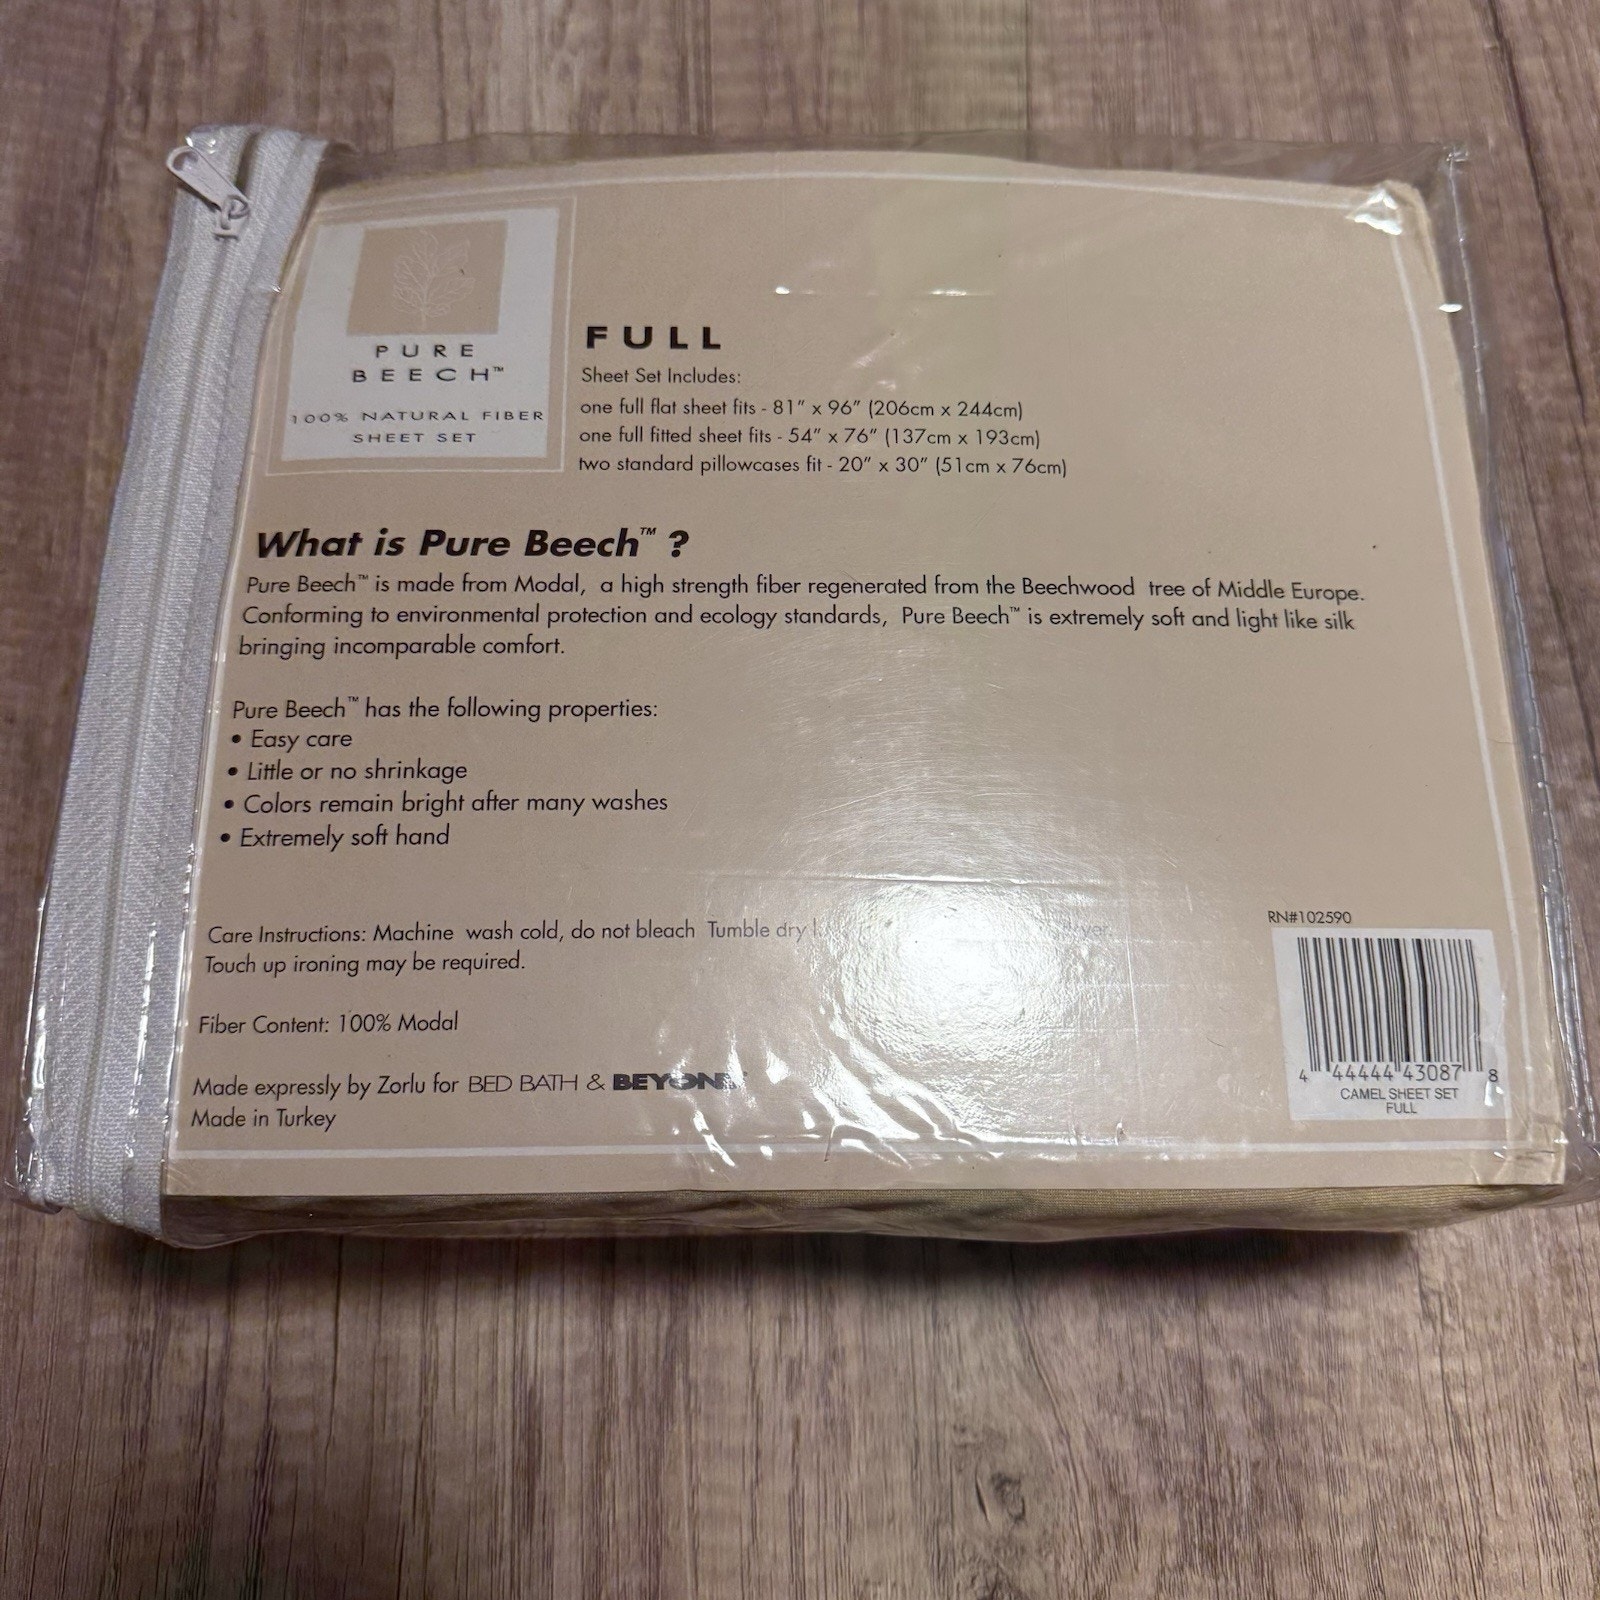 PURE
BEECH™
100% NATURAL FIBER
SHEET SET
FULL
Sheet Set Includes:
one full flat sheet fits - 81" x 96" (206cm x 244cm)
one full fitted sheet fits - 54" x 76" (137cm x 193cm)
two standard pillowcases fit - 20" x 30" (51cm x 76cm)
What is Pure Beech™ ?
Pure Beech™ is made from Modal, a high strength fiber regenerated from the Beechwood tree of Middle Europe.
Conforming to environmental protection and ecology standards, Pure Beech™ is extremely soft and light like silk
bringing incomparable comfort.
Pure Beech™ has the following properties:
• Easy care
• Little or no shrinkage
• Colors remain bright after many washes
• Extremely soft hand
Care Instructions: Machine wash cold, do not bleach Tumble dry
Touch up ironing may be required.
Fiber Content: 100% Modal
Made expressly by Zorlu for BED BATH & BEYOND
Made in Turkey
RN#102590
4 44444 43087 8
CAMEL SHEET SET
FULL